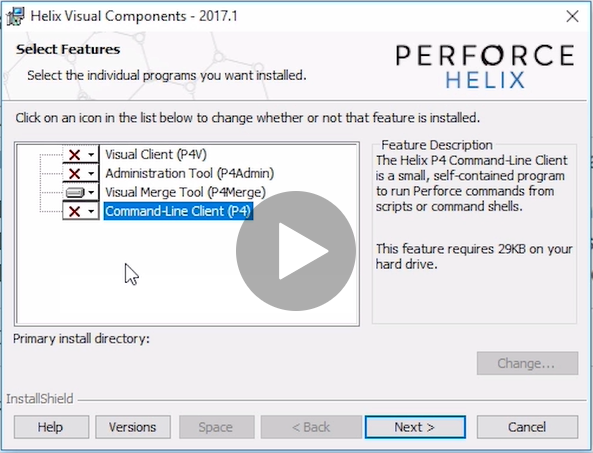 Helix Visual Components - 2017.1
Select Features
Select the individual programs you want installed.
PERFORCE
HELIX
Click on an icon in the list below to change whether or not that feature is installed.
Visual Client (P4V)
Administration Tool (P4Admin)
Visual Merge Tool (P4Merge)
Command-Line Client (P4)
Feature Description
The Helix P4 Command-Line Client
is a small, self-contained program
to run Perforce commands from
scripts or command shells.
This feature requires 29KB on your
hard drive.
Primary install directory:
Change...
InstallShield
Help
Versions
Space
< Back
Next >
Cancel